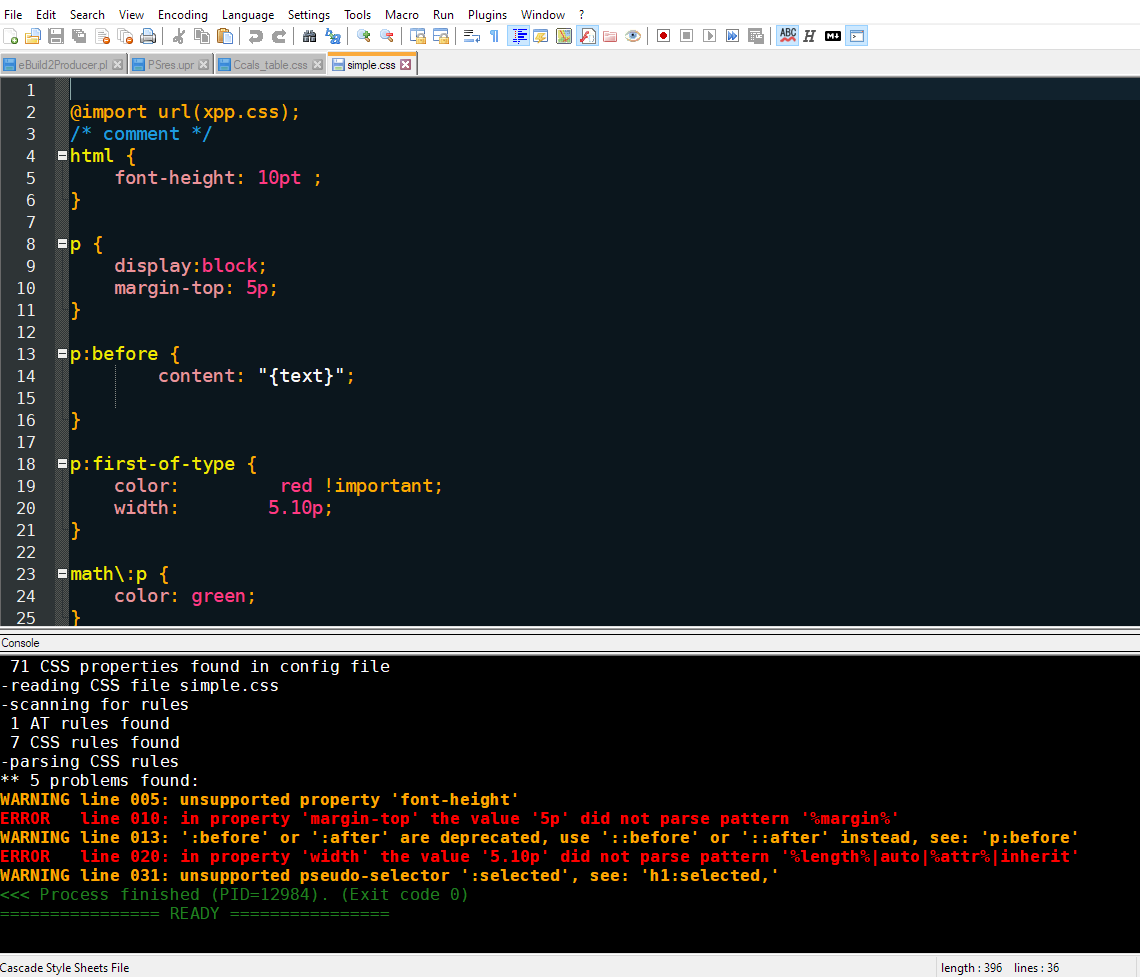 File Edit Search View Encoding Language Settings Tools Macro Run Plugins Window ?
eBuild2Producer.pl PSres.upr Ccals_table.css simple.css
1
2 @import url(xpp.css);
3 /* comment */
4 html {
5 font-height: 10pt ;
6 }
7
8 p {
9 display:block;
10 margin-top: 5p;
11 }
12
13 p:before {
14 content: "{text}";
15
16 }
17
18 p:first-of-type {
19 color: red !important;
20 width: 5.10p;
21 }
22
23 math\:p {
24 color: green;
25 }
Console
71 CSS properties found in config file
-reading CSS file simple.css
-scanning for rules
1 AT rules found
7 CSS rules found
-parsing CSS rules
** 5 problems found:
WARNING line 005: unsupported property 'font-height'
ERROR line 010: in property 'margin-top' the value '5p' did not parse pattern '%margin%'
WARNING line 013: ':before' or ':after' are deprecated, use '::before' or '::after' instead, see: 'p:before'
ERROR line 020: in property 'width' the value '5.10p' did not parse pattern '%length%|auto|%attr%|inherit'
WARNING line 031: unsupported pseudo-selector ':selected', see: 'h1:selected,'
<<< Process finished (PID=12984). (Exit code 0)
================ READY ================
Cascade Style Sheets File length : 396 lines : 36